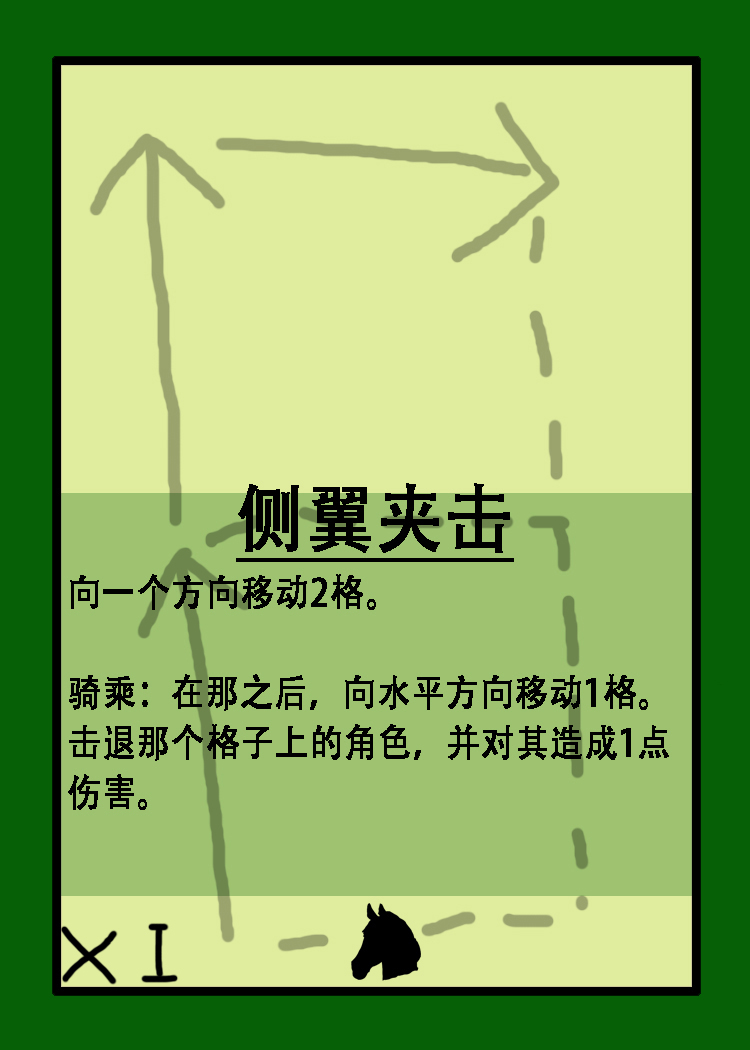 侧翼夹击
向一个方向移动2格。
骑乘：在那之后，向水平方向移动1格。
击退那个格子上的角色，并对其造成1点
伤害。
XI